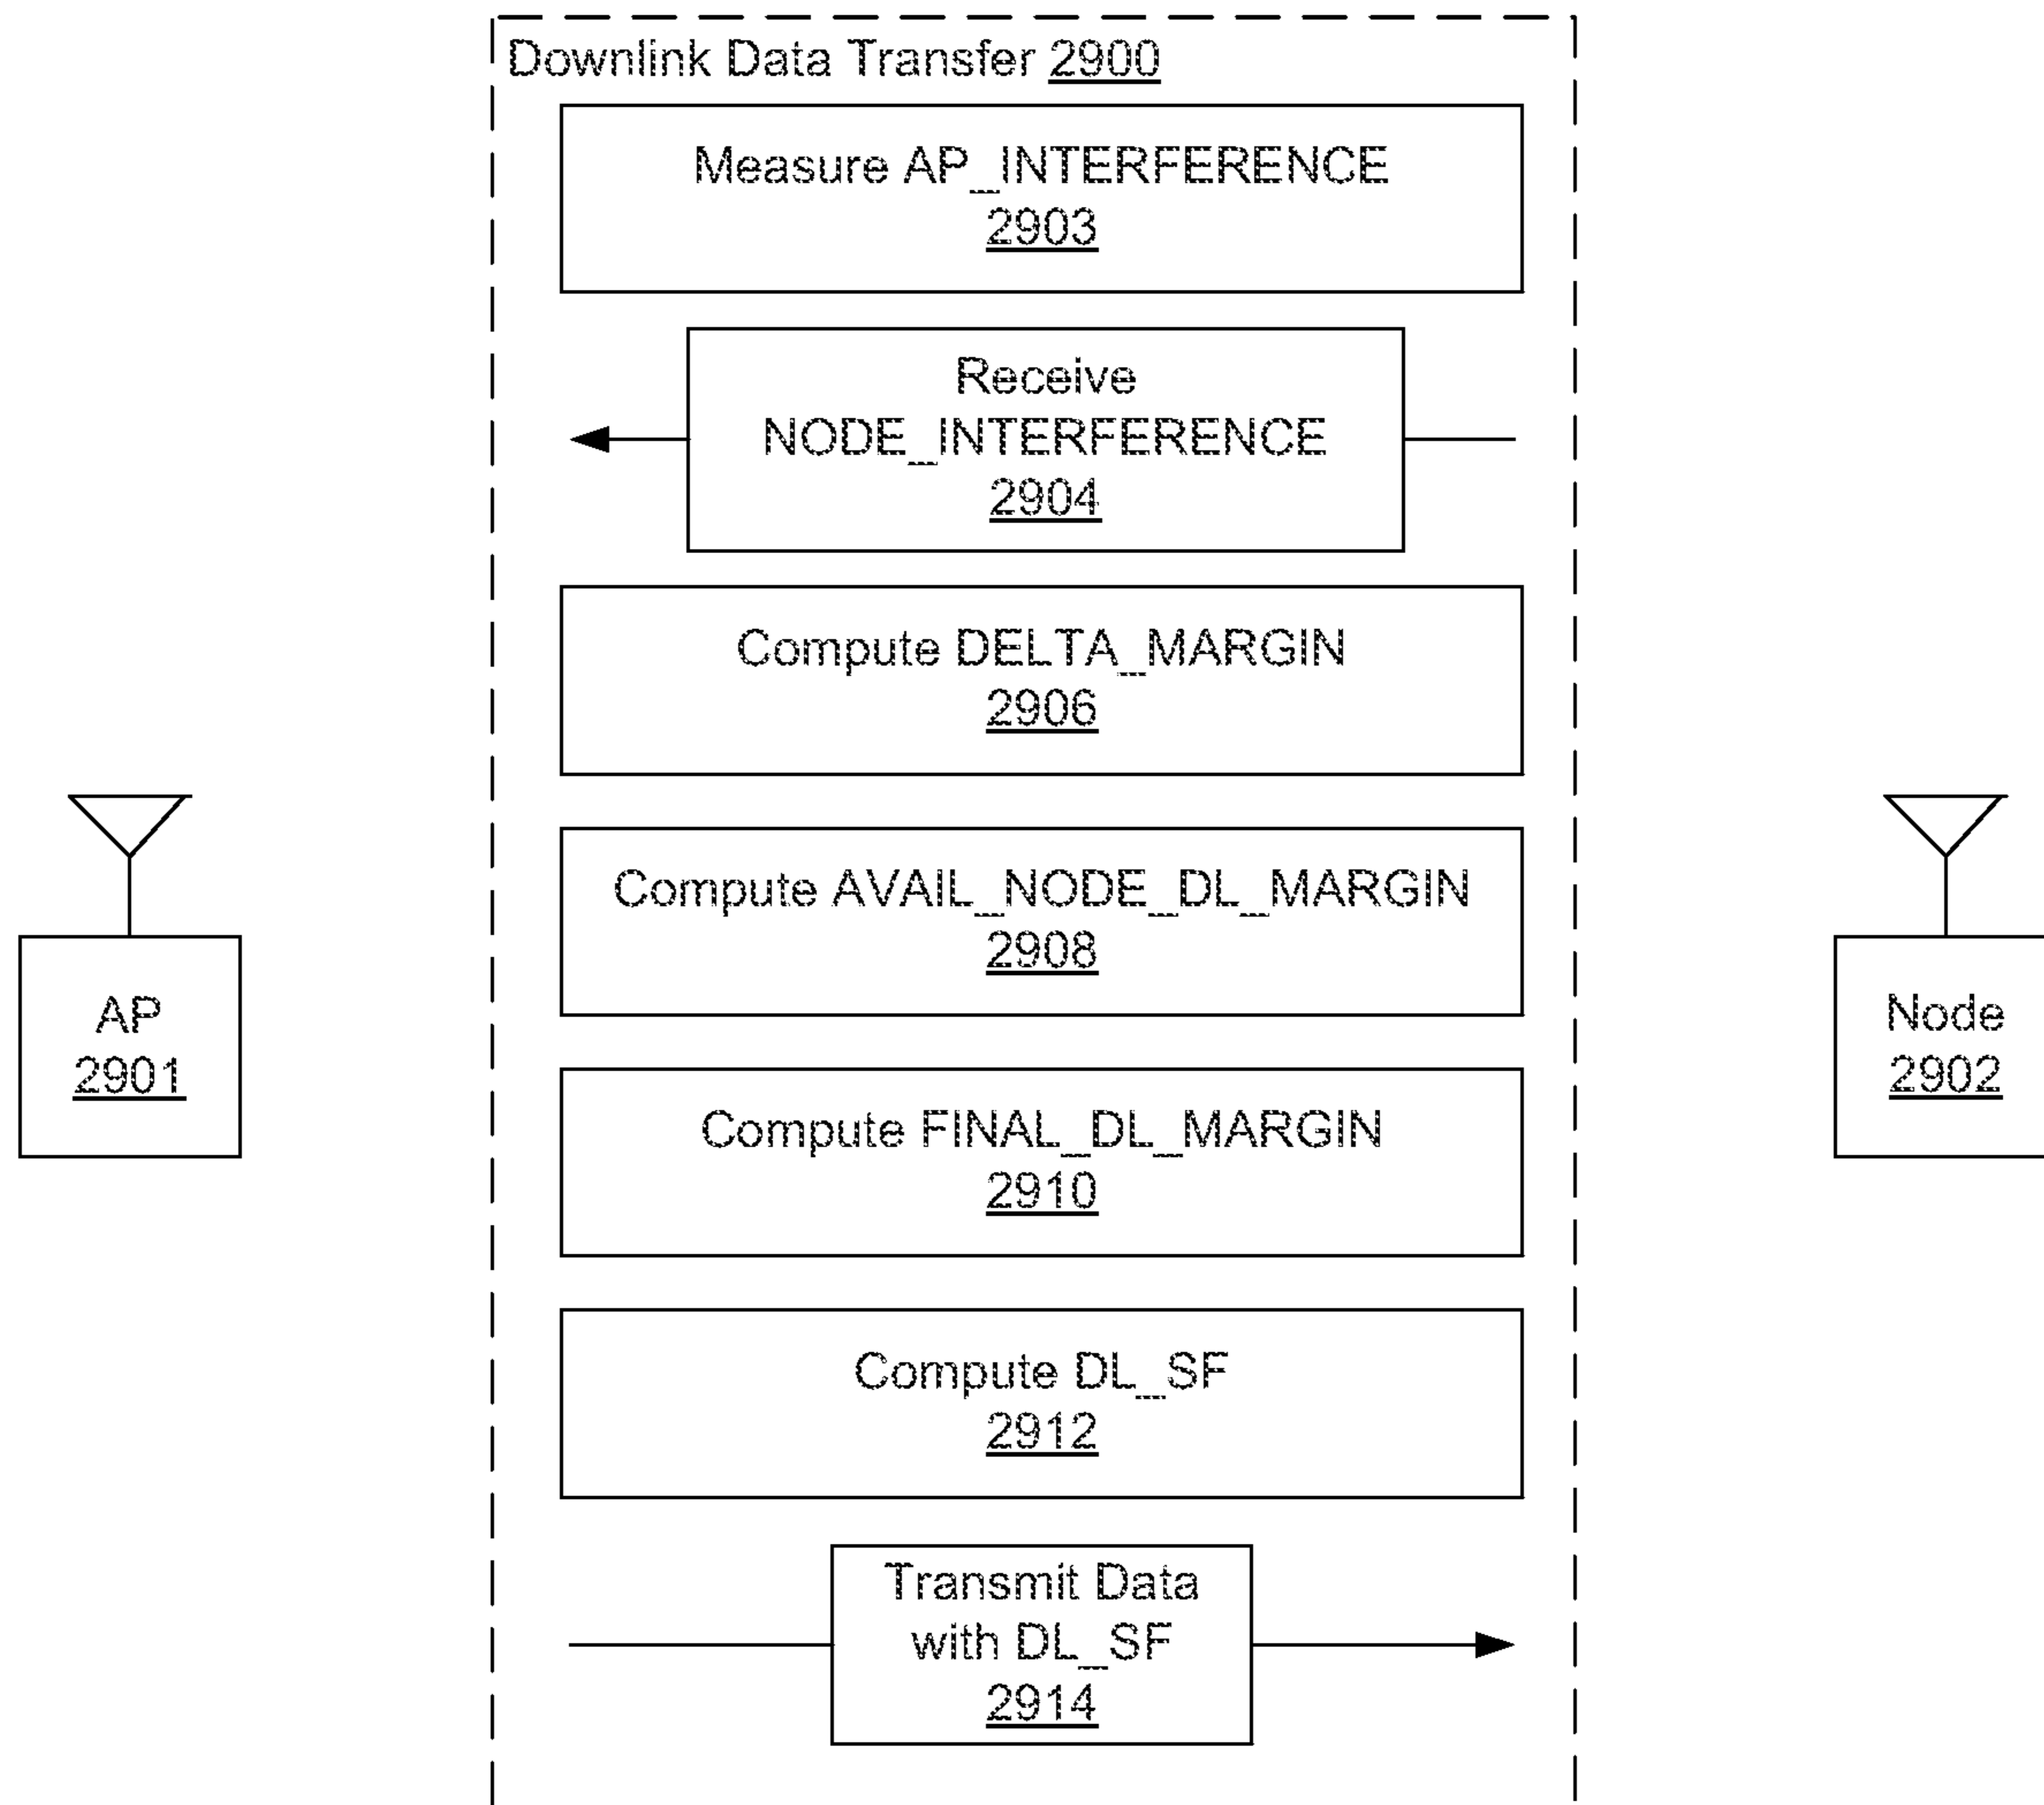 Downlink Data Transfer 2900
Measure AP_INTERFERENCE
2903
Receive
NODE_INTERFERENCE
2904
Compute DELTA_MARGIN
2906
Compute AVAIL_NODE_DL_MARGIN
2908
AP
2901
Node
2902
Compute FINAL_DL_MARGIN
2910
Compute DL_SF
2912
Transmit Data
with DL_SF
2914